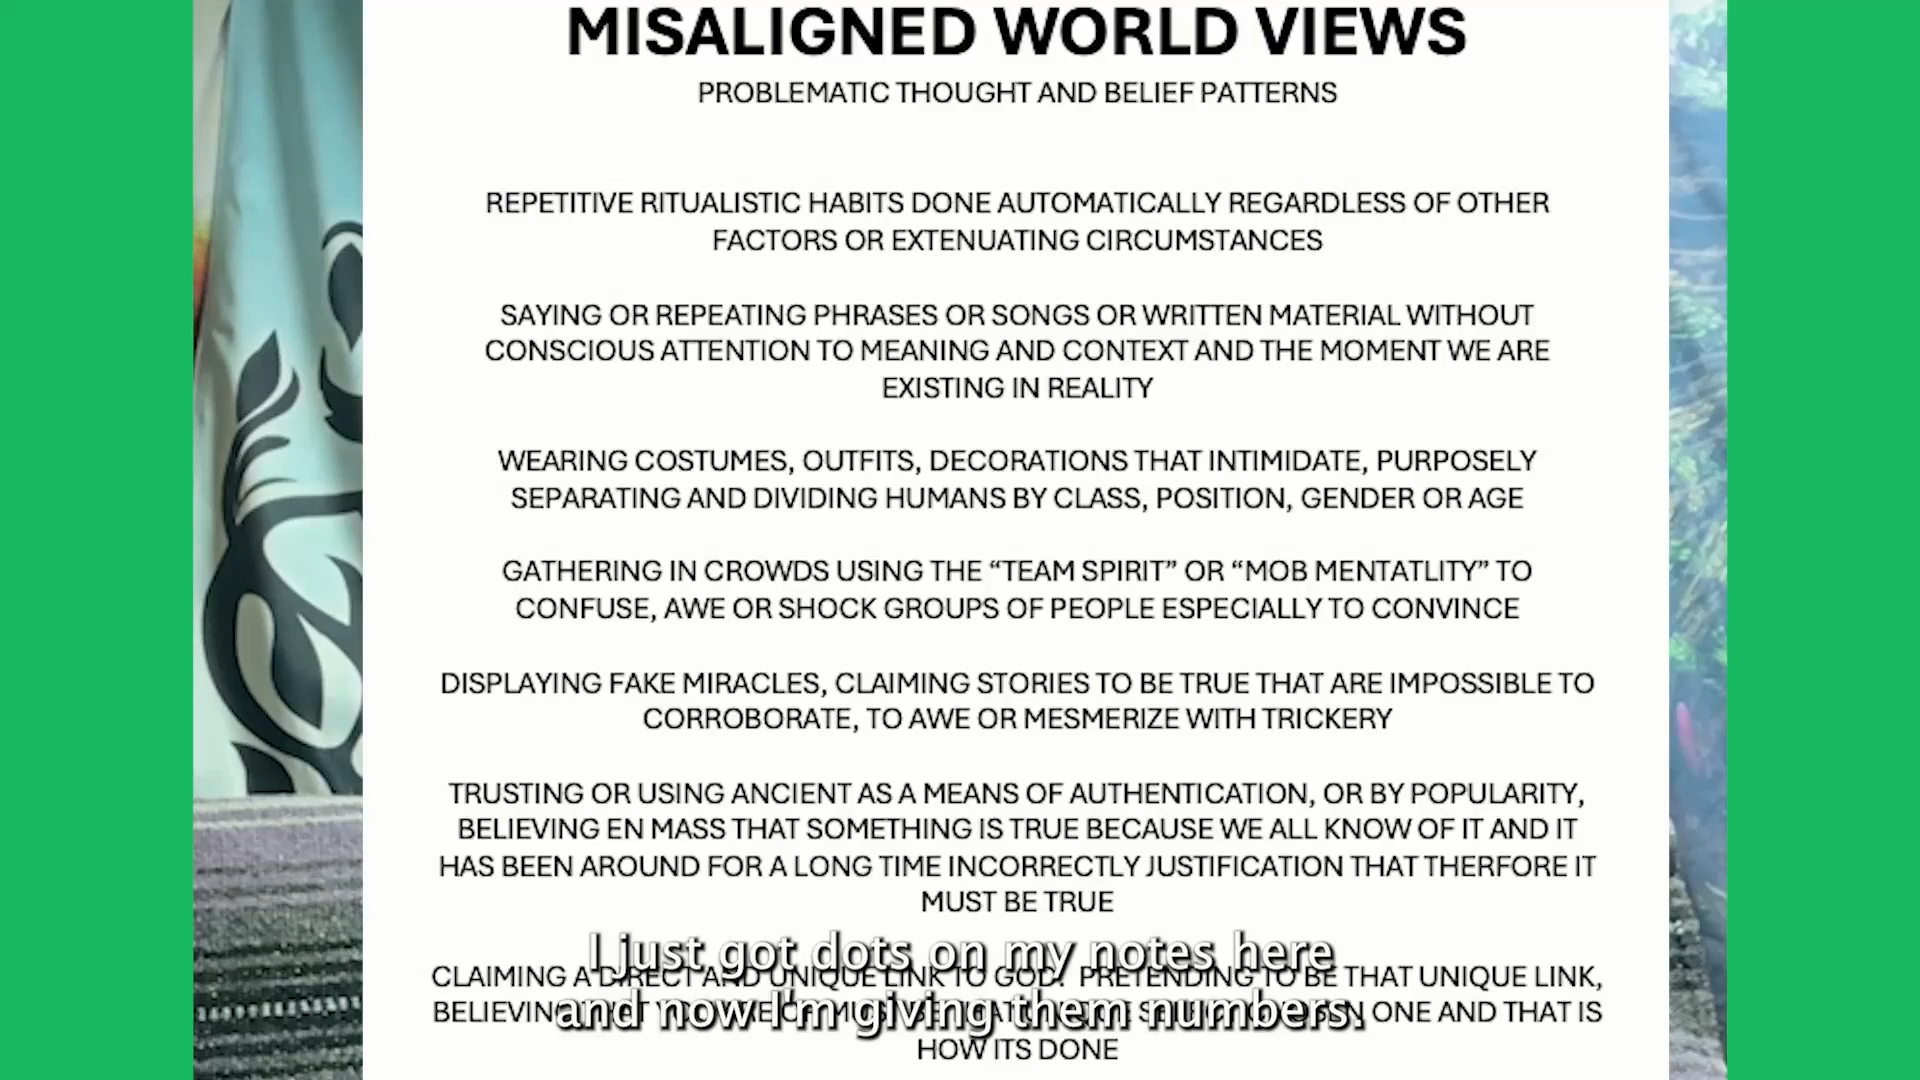 MISALIGNED WORLD VIEWS
PROBLEMATIC THOUGHT AND BELIEF PATTERNS
REPETITIVE RITUALISTIC HABITS DONE AUTOMATICALLY REGARDLESS OF OTHER
FACTORS OR EXTENUATING CIRCUMSTANCES
SAYING OR REPEATING PHRASES OR SONGS OR WRITTEN MATERIAL WITHOUT
CONSCIOUS ATTENTION TO MEANING AND CONTEXT AND THE MOMENT WE ARE
EXISTING IN REALITY
WEARING COSTUMES, OUTFITS, DECORATIONS THAT INTIMIDATE, PURPOSELY
SEPARATING AND DIVIDING HUMANS BY CLASS, POSITION, GENDER OR AGE
GATHERING IN CROWDS USING THE “TEAM SPIRIT” OR “MOB MENTATLITY” TO
CONFUSE, AWE OR SHOCK GROUPS OF PEOPLE ESPECIALLY TO CONVINCE
DISPLAYING FAKE MIRACLES, CLAIMING STORIES TO BE TRUE THAT ARE IMPOSSIBLE TO
CORROBORATE, TO AWE OR MESMERIZE WITH TRICKERY
TRUSTING OR USING ANCIENT AS A MEANS OF AUTHENTICATION, OR BY POPULARITY,
BELIEVING EN MASS THAT SOMETHING IS TRUE BECAUSE WE ALL KNOW OF IT AND IT
HAS BEEN AROUND FOR A LONG TIME INCORRECTLY JUSTIFICATION THAT THERFORE IT
MUST BE TRUE
I just got dots on my notes here
CLAIMING A DIRECT AND UNIQUE LINK TO GOD. PRETENDING TO BE THAT UNIQUE LINK,
and now I'm giving them numbers.
BELIEVING ONE AND THAT IS
HOW ITS DONE